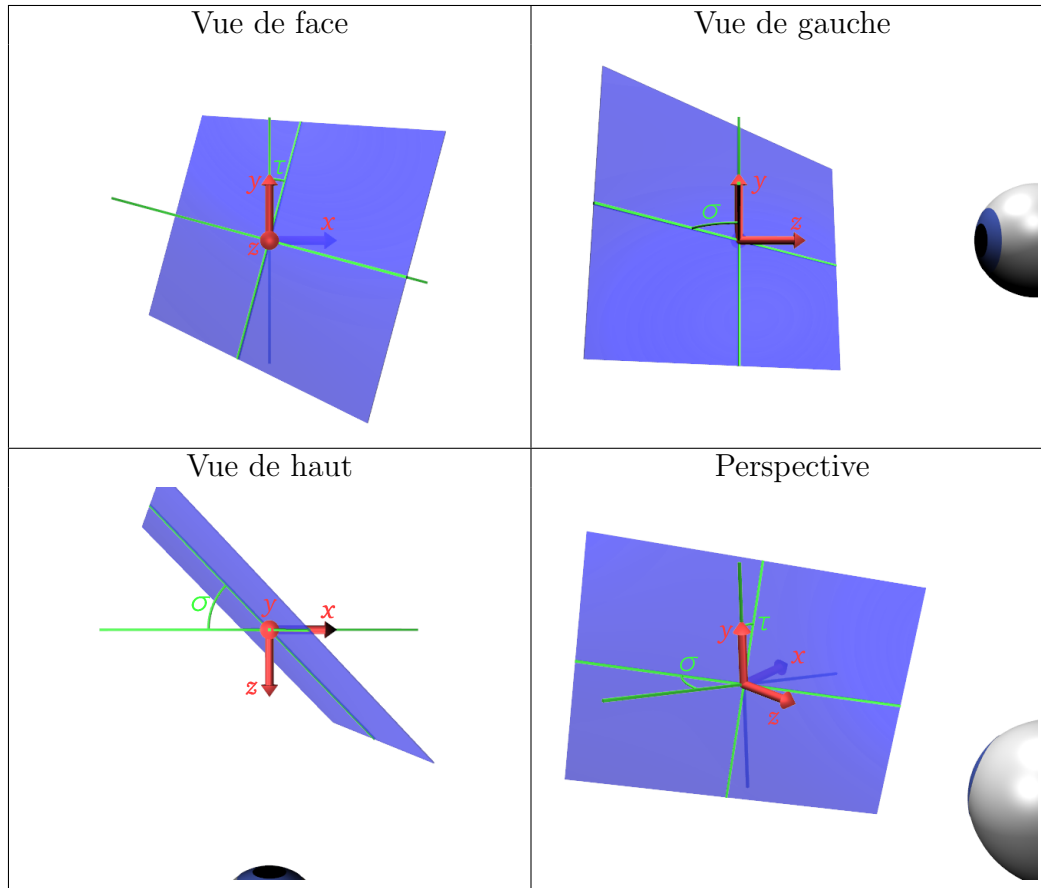 Vue de face
τ
y
x
z
Vue de gauche
y
σ
z
Vue de haut
σ
y
x
z
Perspective
y
τ
x
σ
z